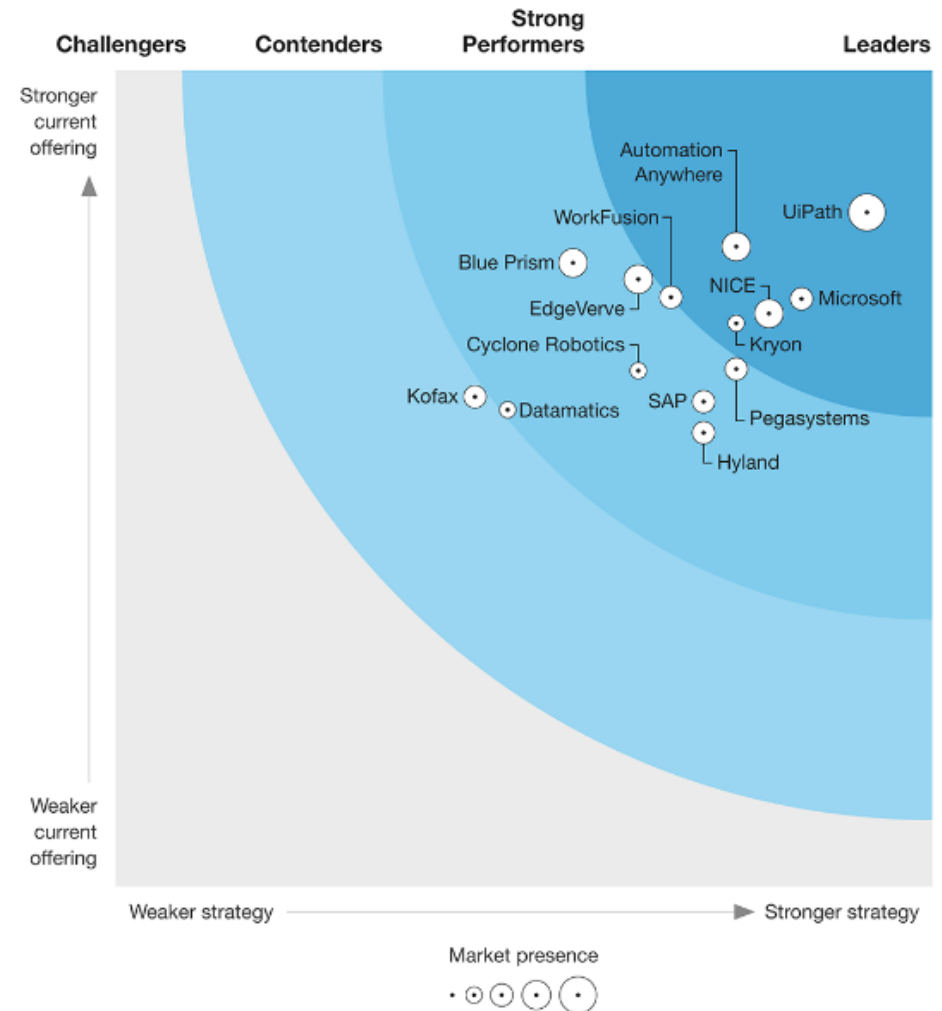 Challengers
Contenders
Strong
Performers
Leaders
Stronger
current
offering
Automation
Anywhere
UiPath
WorkFusion
Blue Prism
NICE
Microsoft
EdgeVerve
Cyclone Robotics
Kryon
Kofax
Datamatics
SAP
Pegasystems
Hyland
Weaker
current
offering
Weaker strategy
Stronger strategy
Market presence